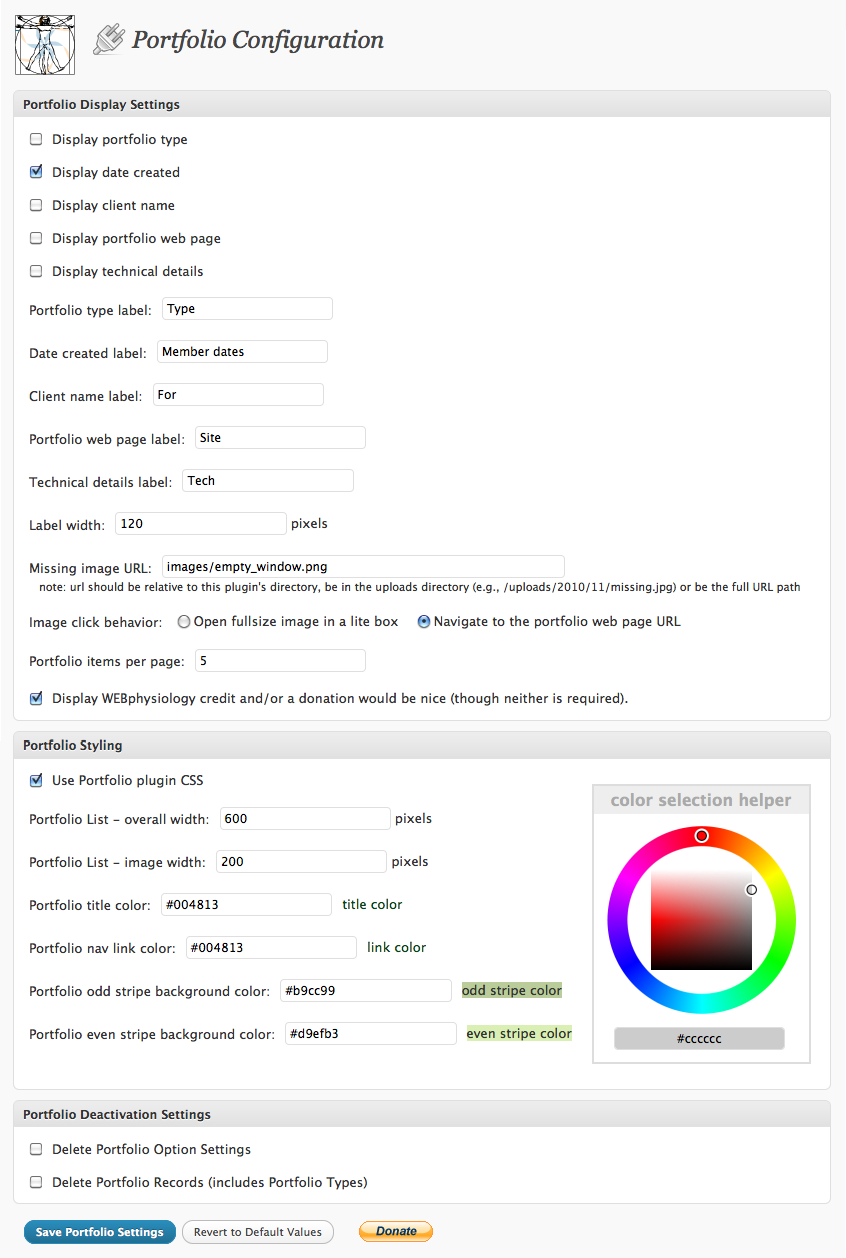 Portfolio Configuration
Portfolio Display Settings
Display portfolio type
Display date created
Display client name
Display portfolio web page
Display technical details
Portfolio type label: Type
Date created label: Member dates
Client name label: For
Portfolio web page label: Site
Technical details label: Tech
Label width: 120 pixels
Missing image URL: images/empty_window.png
note: url should be relative to this plugin's directory, be in the uploads directory (e.g., /uploads/2010/11/missing.jpg) or be the full URL path
Image click behavior: Open fullsize image in a lite box Navigate to the portfolio web page URL
Portfolio items per page: 5
Display WEBphysiology credit and/or a donation would be nice (though neither is required).
Portfolio Styling
Use Portfolio plugin CSS
color selection helper
Portfolio List – overall width: 600 pixels
Portfolio List – image width: 200 pixels
Portfolio title color: #004813 title color
Portfolio nav link color: #004813 link color
Portfolio odd stripe background color: #b9cc99 odd stripe color
Portfolio even stripe background color: #d9efb3 even stripe color
#cccccc
Portfolio Deactivation Settings
Delete Portfolio Option Settings
Delete Portfolio Records (includes Portfolio Types)
Save Portfolio Settings Revert to Default Values Donate